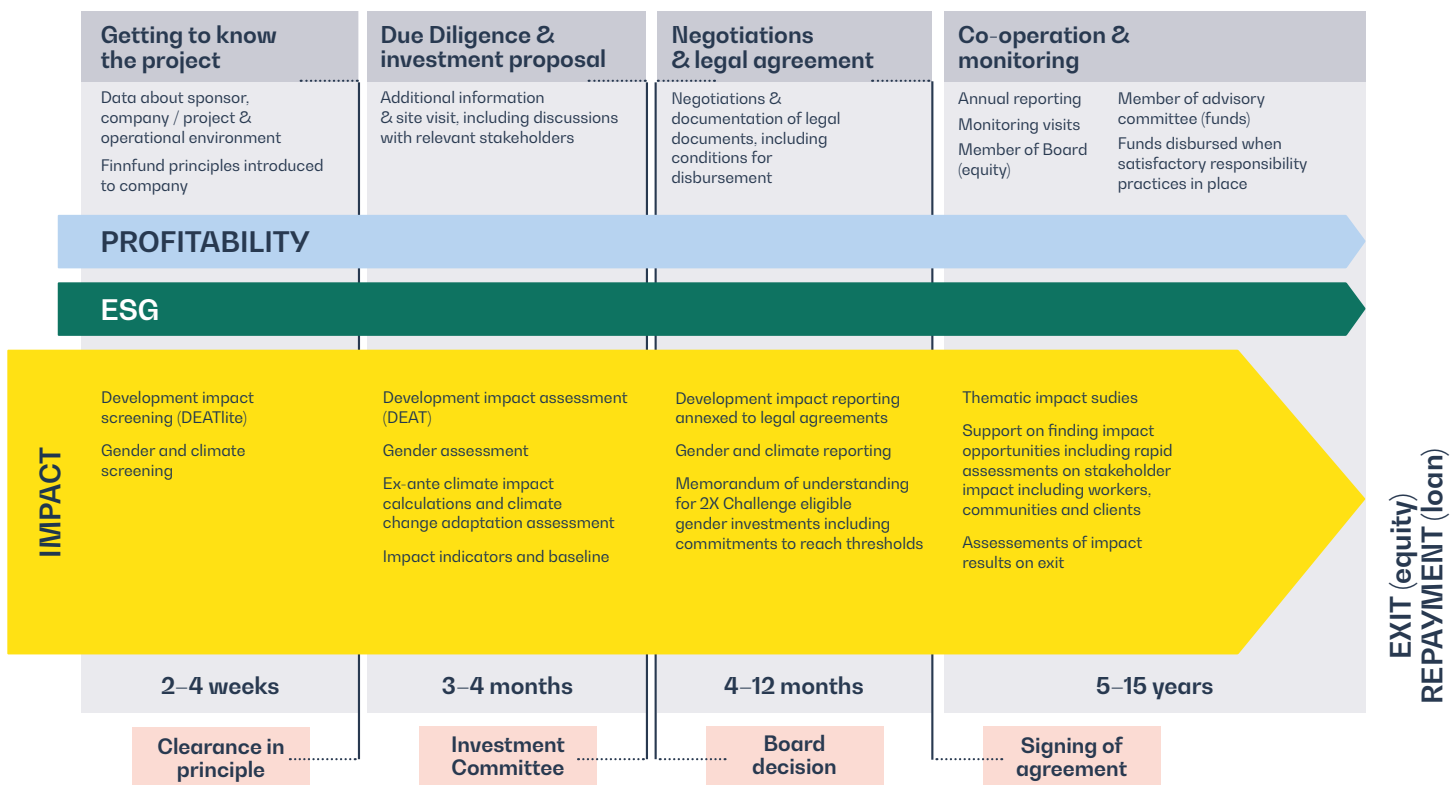 Getting to know
the project
Data about sponsor,
company / project &
operational environment
Finnfund principles introduced
to company
Due Diligence &
investment proposal
Additional information
& site visit, including discussions
with relevant stakeholders
Negotiations
& legal agreement
Negotiations &
documentation of legal
documents, including
conditions for
disbursement
Co-operation &
monitoring
Annual reporting
Monitoring visits
Member of Board
(equity)
Member of advisory
committee (funds)
Funds disbursed when
satisfactory responsibility
practices in place
PROFITABILITY
ESG
IMPACT
Development impact
screening (DEATlite)
Gender and climate
screening
Development impact assessment
(DEAT)
Gender assessment
Ex-ante climate impact
calculations and climate
change adaptation assessment
Impact indicators and baseline
Development impact reporting
annexed to legal agreements
Gender and climate reporting
Memorandum of understanding
for 2X Challenge eligible
gender investments including
commitments to reach thresholds
Thematic impact sudies
Support on finding impact
opportunities including rapid
assessments on stakeholder
impact including workers,
communities and clients
Assessements of impact
results on exit
EXIT (equity)
REPAYMENT (loan)
2–4 weeks
3–4 months
4–12 months
5–15 years
Clearance in
principle
Investment
Committee
Board
decision
Signing of
agreement